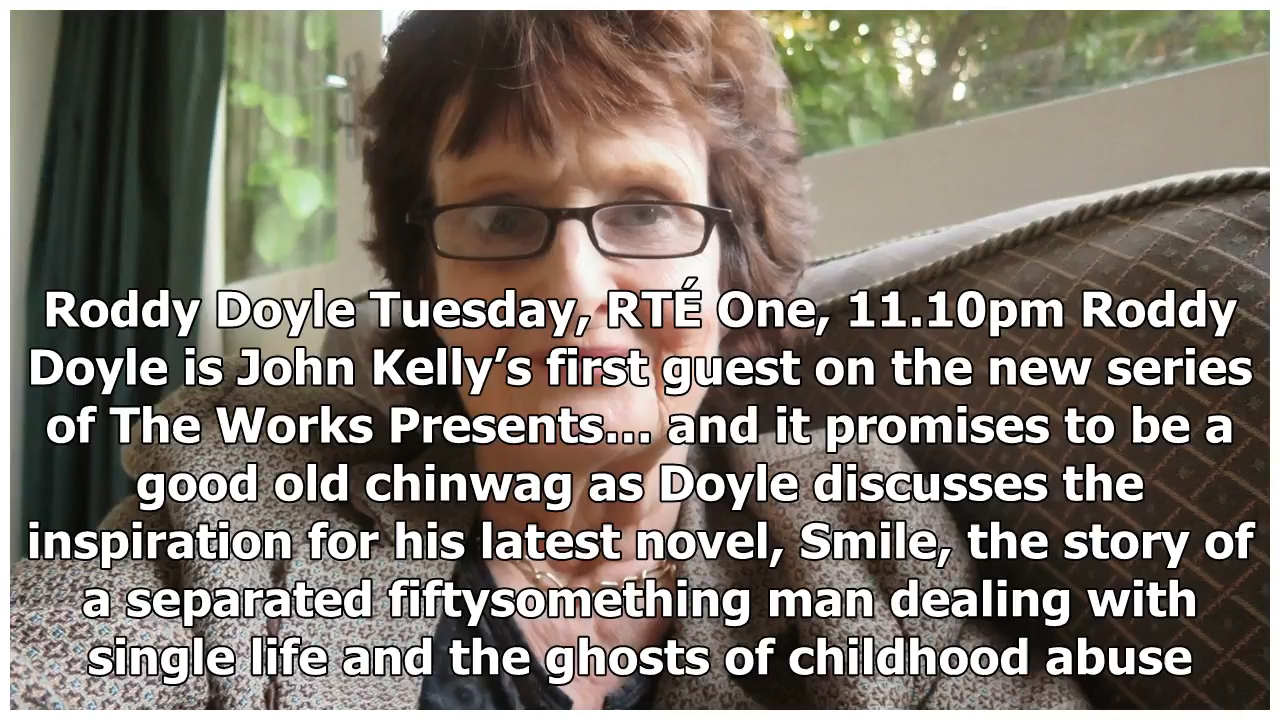 Roddy Doyle Tuesday, RTÉ One, 11.10pm Roddy
Doyle is John Kelly’s first guest on the new series
of The Works Presents… and it promises to be a
good old chinwag as Doyle discusses the
inspiration for his latest novel, Smile, the story of
a separated fiftysomething man dealing with
single life and the ghosts of childhood abuse